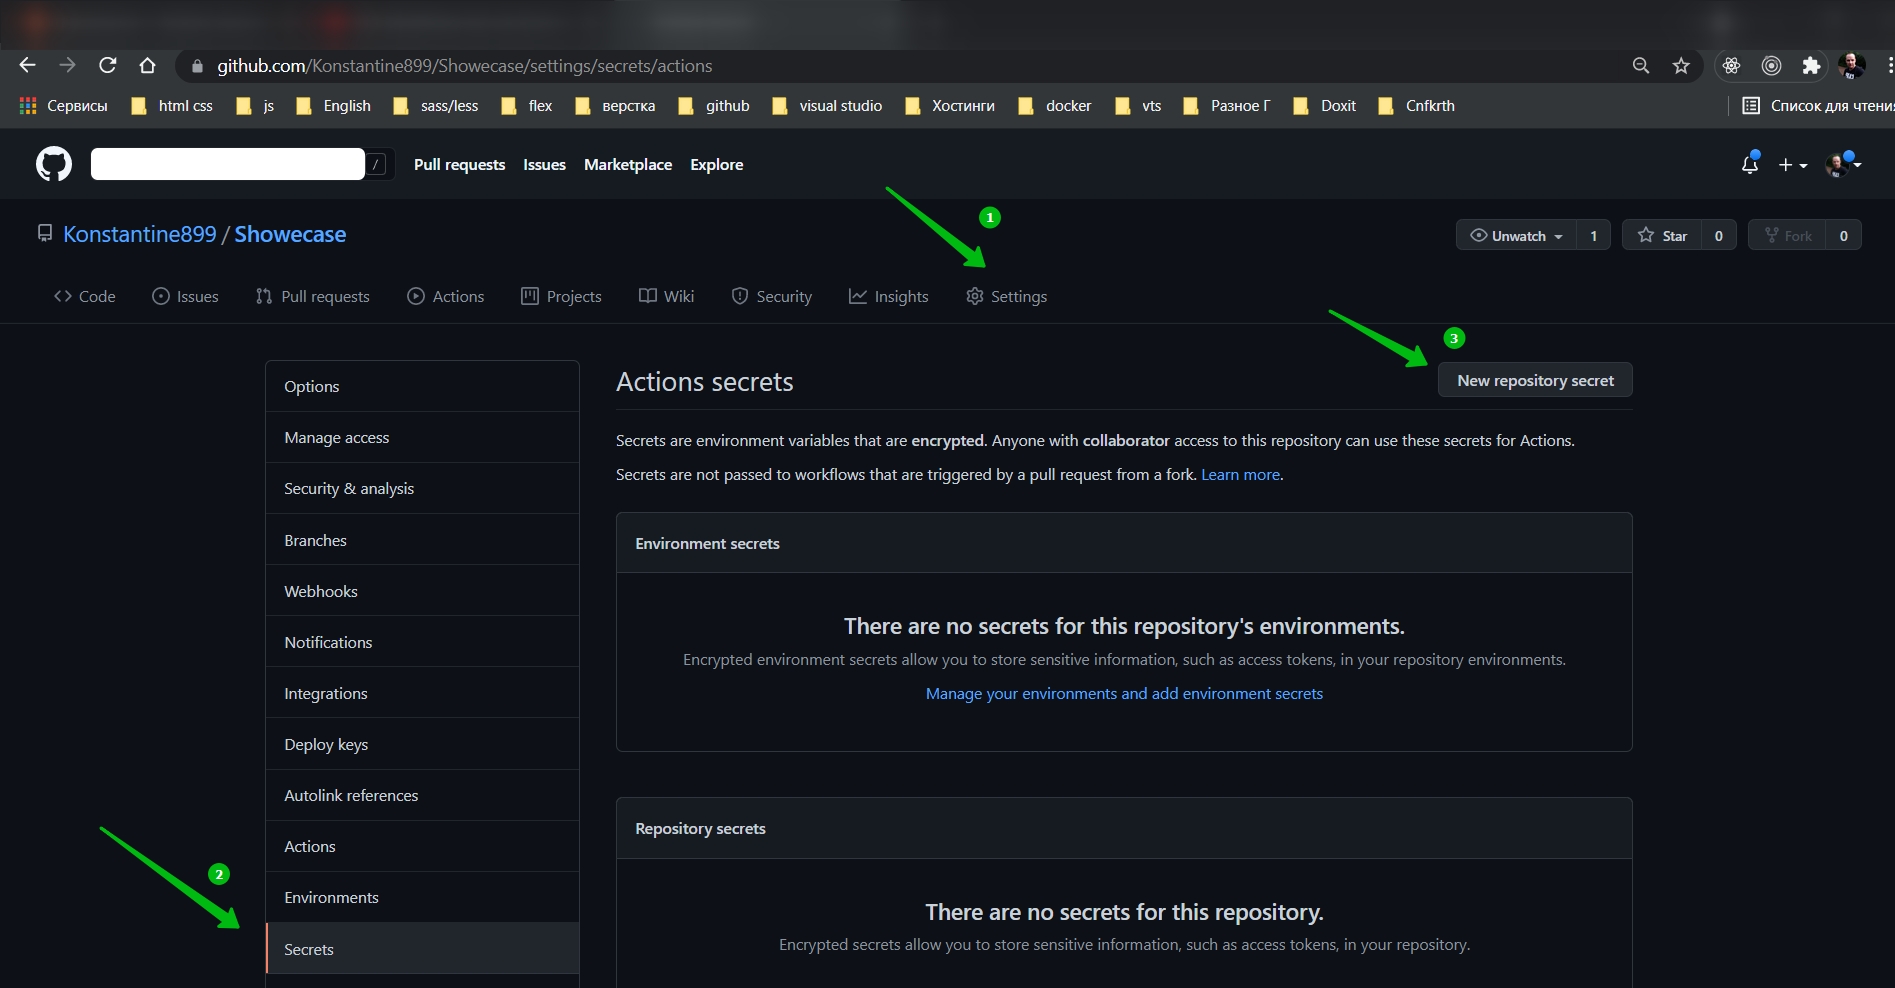 github.com/Konstantine899/Showecase/settings/secrets/actions
Сервисы html css js English sass/less flex верстка github visual studio Хостинги docker vts Разное Г Doxit Cnfkrth Список для чтения
/ Pull requests Issues Marketplace Explore
1
Konstantine899 / Showecase Unwatch 1 Star 0 Fork 0
Code Issues Pull requests Actions Projects Wiki Security Insights Settings
3
Options
Manage access
Security & analysis
Branches
Webhooks
Notifications
Integrations
Deploy keys
Autolink references
Actions
2
Environments
Secrets
Actions secrets New repository secret
Secrets are environment variables that are encrypted. Anyone with collaborator access to this repository can use these secrets for Actions.
Secrets are not passed to workflows that are triggered by a pull request from a fork. Learn more.
Environment secrets
There are no secrets for this repository's environments.
Encrypted environment secrets allow you to store sensitive information, such as access tokens, in your repository environments.
Manage your environments and add environment secrets
Repository secrets
There are no secrets for this repository.
Encrypted secrets allow you to store sensitive information, such as access tokens, in your repository.